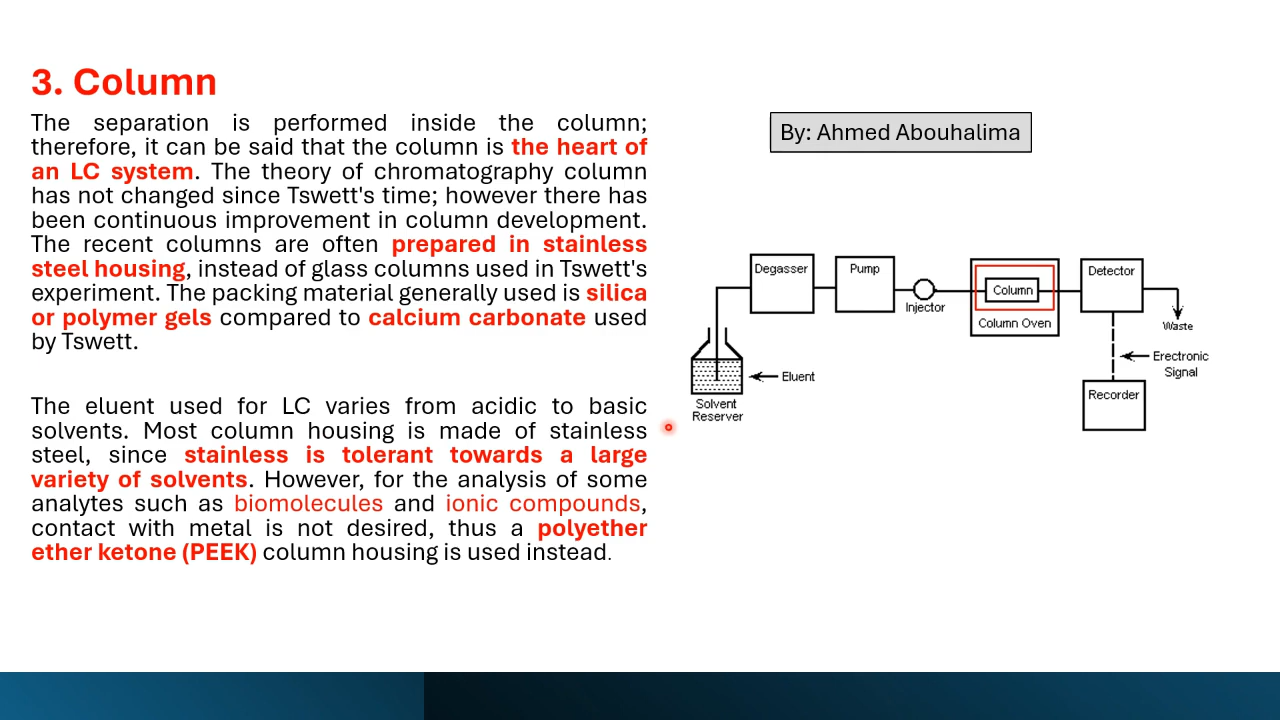 3. Column
The separation is performed inside the column;
therefore, it can be said that the column is the heart of
an LC system. The theory of chromatography column
has not changed since Tswett's time; however there has
been continuous improvement in column development.
The recent columns are often prepared in stainless
steel housing, instead of glass columns used in Tswett's
experiment. The packing material generally used is silica
or polymer gels compared to calcium carbonate used
by Tswett.
The eluent used for LC varies from acidic to basic
solvents. Most column housing is made of stainless
steel, since stainless is tolerant towards a large
variety of solvents. However, for the analysis of some
analytes such as biomolecules and ionic compounds,
contact with metal is not desired, thus a polyether
ether ketone (PEEK) column housing is used instead.
By: Ahmed Abouhalima
Degasser
Pump
Injector
Column
Column Oven
Detector
Waste
Erectronic
Signal
Recorder
Eluent
Solvent
Reserver